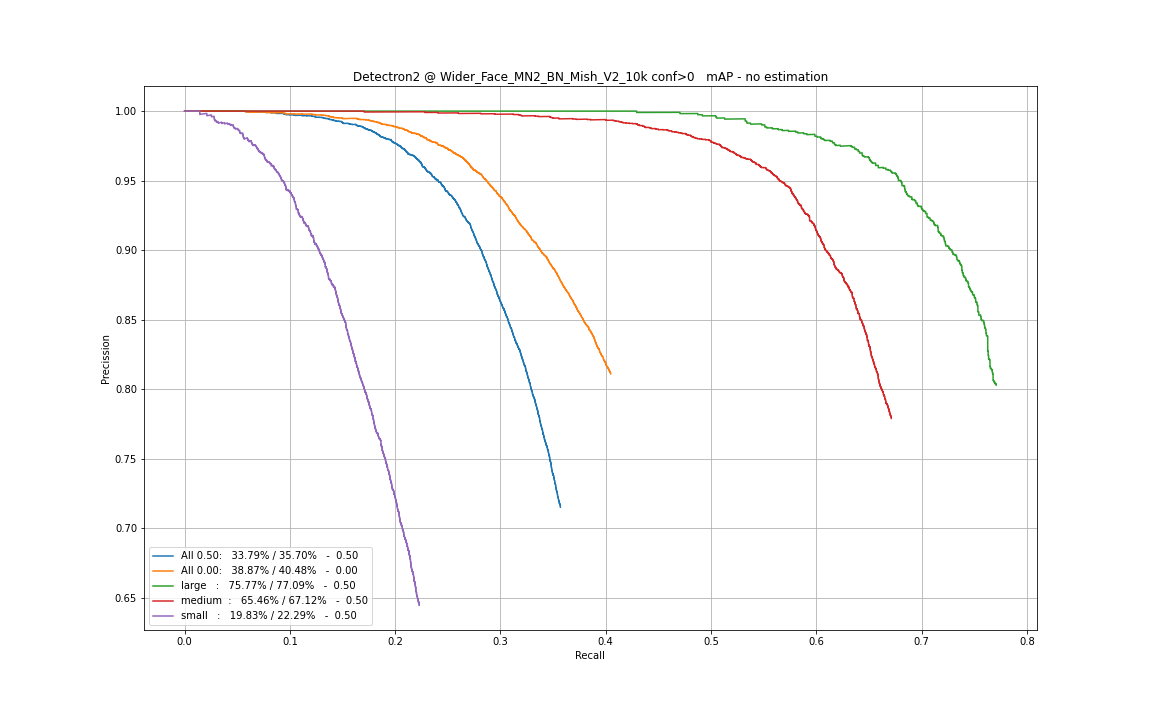 Detectron2 @ Wider_Face_MN2_BN_Mish_V2_10k conf>0   mAP - no estimation
1.00
0.95
0.90
0.85
0.80
0.75
0.70
0.65
Precission
All 0.50:   33.79% / 35.70%   -  0.50
All 0.00:   38.87% / 40.48%   -  0.00
large   :   75.77% / 77.09%   -  0.50
medium  :   65.46% / 67.12%   -  0.50
small   :   19.83% / 22.29%   -  0.50
0.0 0.1 0.2 0.3 0.4 0.5 0.6 0.7 0.8
Recall